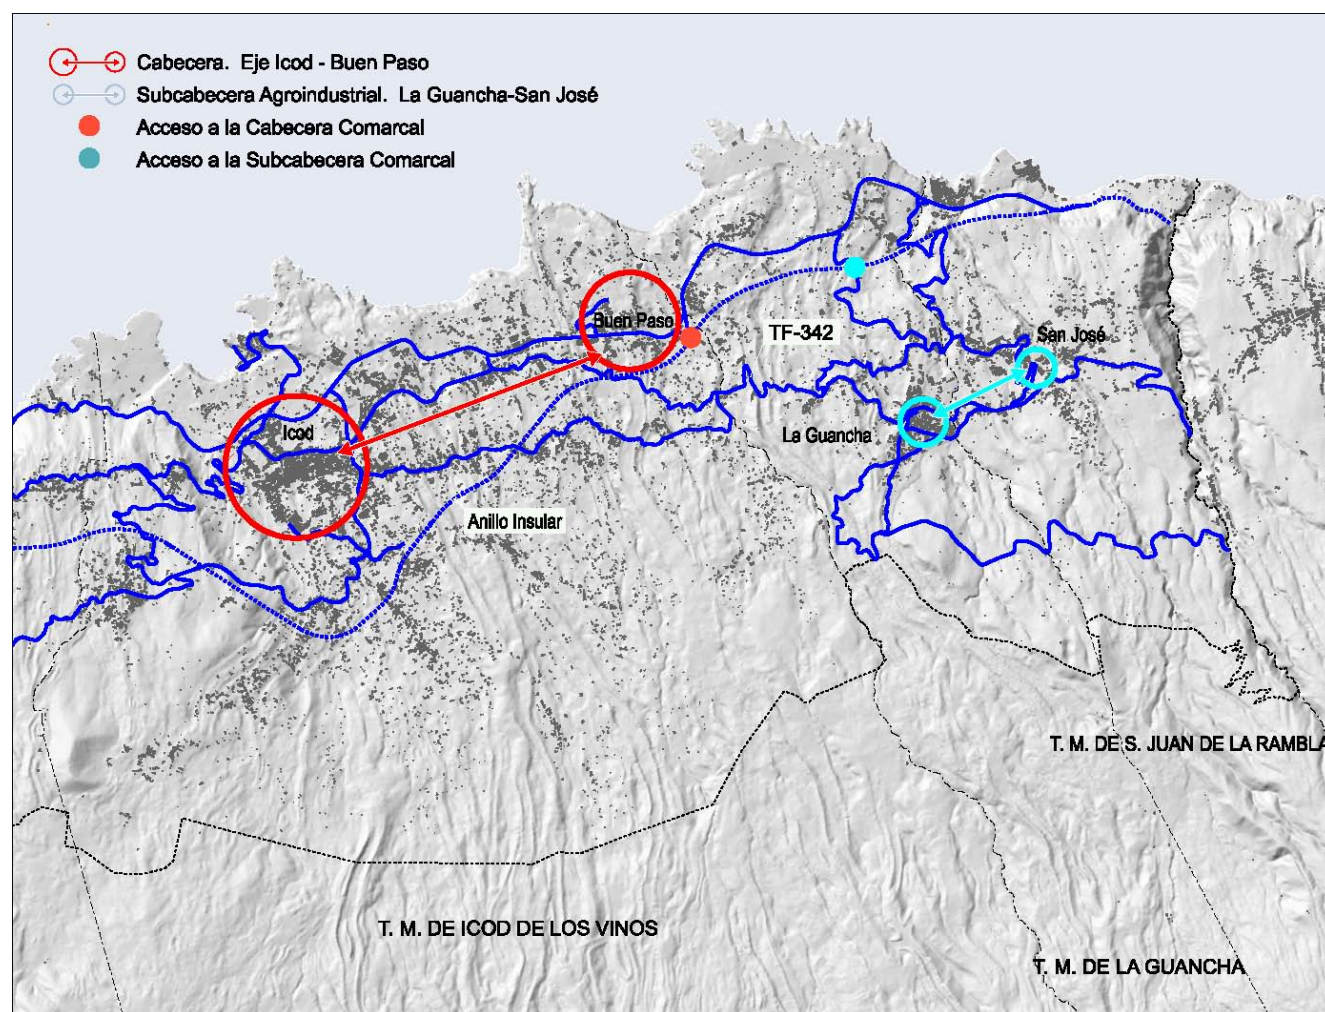 Cabecera. Eje Icod - Buen Paso
Subcabecera Agroindustrial. La Guancha-San José
Acceso a la Cabecera Comarcal
Acceso a la Subcabecera Comarcal
Buen Paso
TF-342
San José
Icod
La Guancha
Anillo Insular
T. M. DE S. JUAN DE LA RAMBLA
T. M. DE ICOD DE LOS VINOS
T. M. DE LA GUANCHA